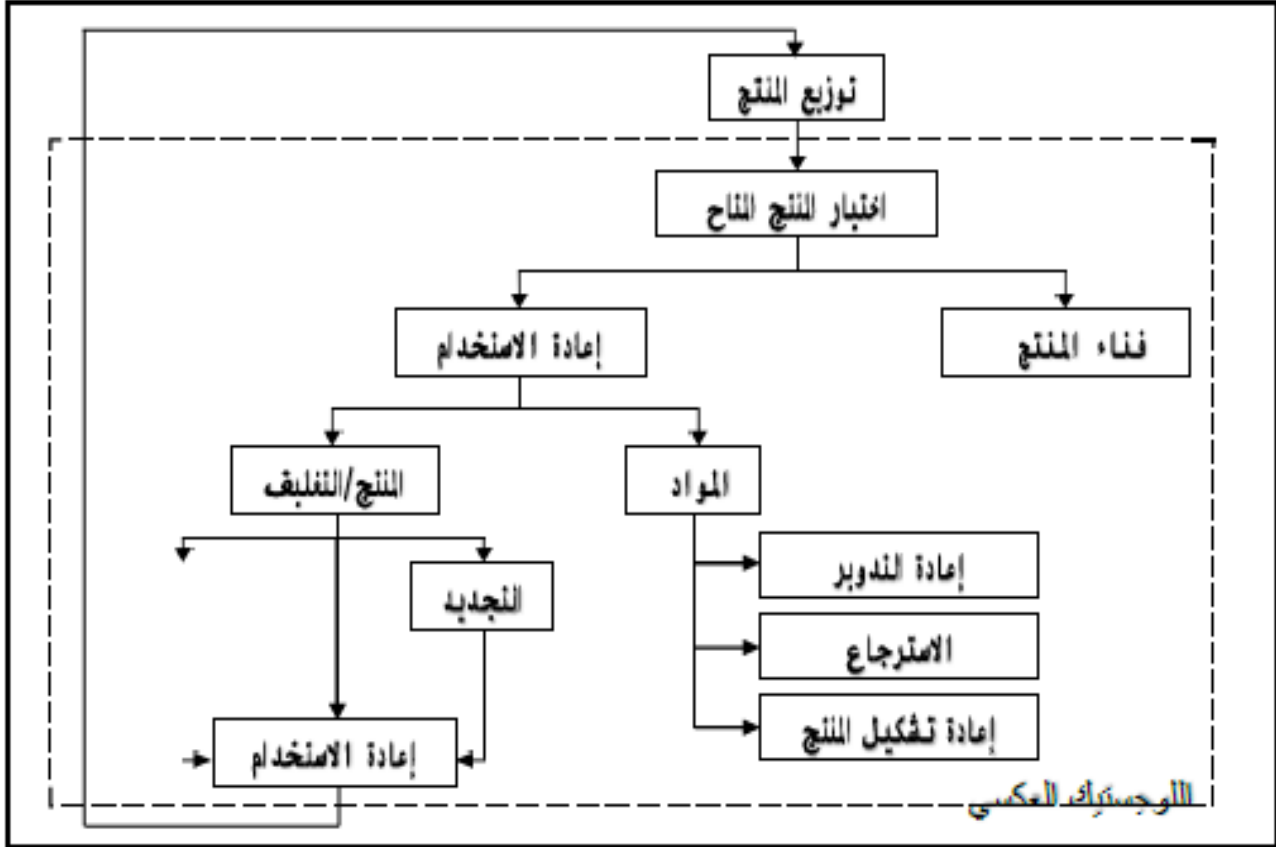 توزيع المنتج
اختبار المنتج المتاح
إعادة الاستخدام
فناء المنتج
المنتج/التغليف
المواد
إعادة التدوير
التجديد
الاسترجاع
إعادة تشكيل المنتج
إعادة الاستخدام
اللوجستيك العكسي